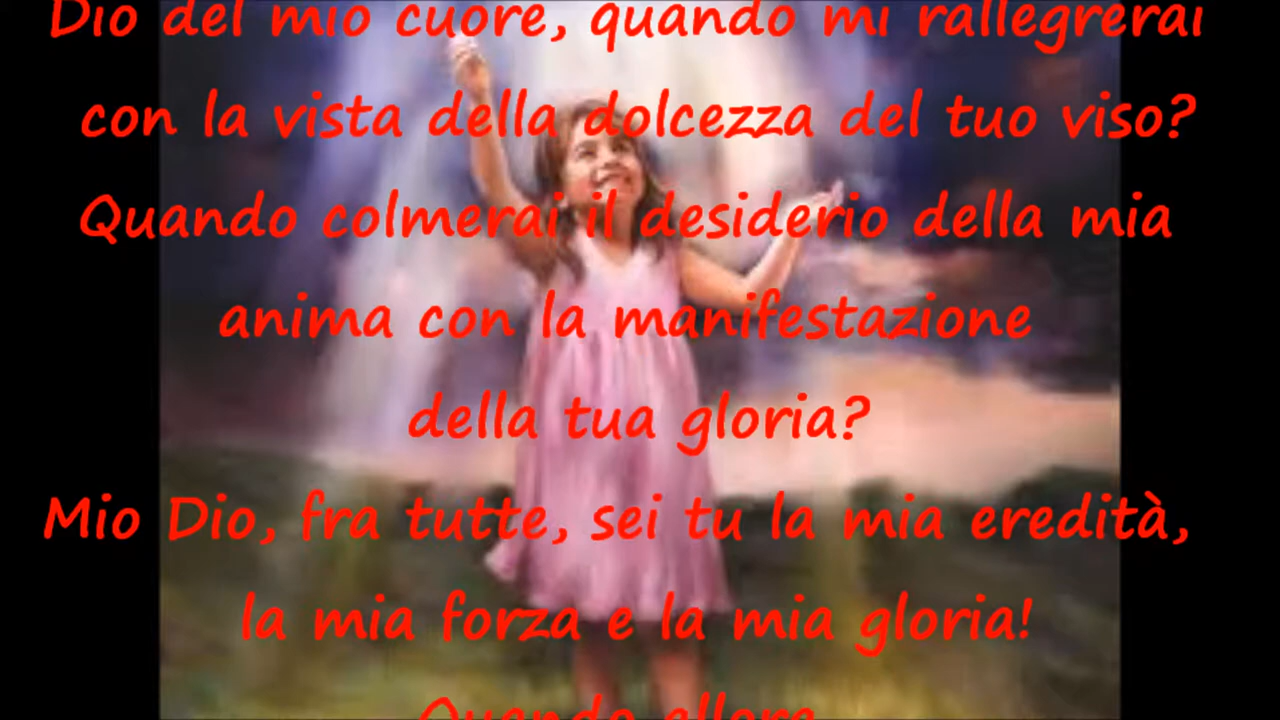 Dio del mio cuore, quando mi rallegrerai
con la vista della dolcezza del tuo viso?
Quando colmerai il desiderio della mia
anima con la manifestazione
della tua gloria?
Mio Dio, fra tutte, sei tu la mia eredità,
la mia forza e la mia gloria!
Quando allora